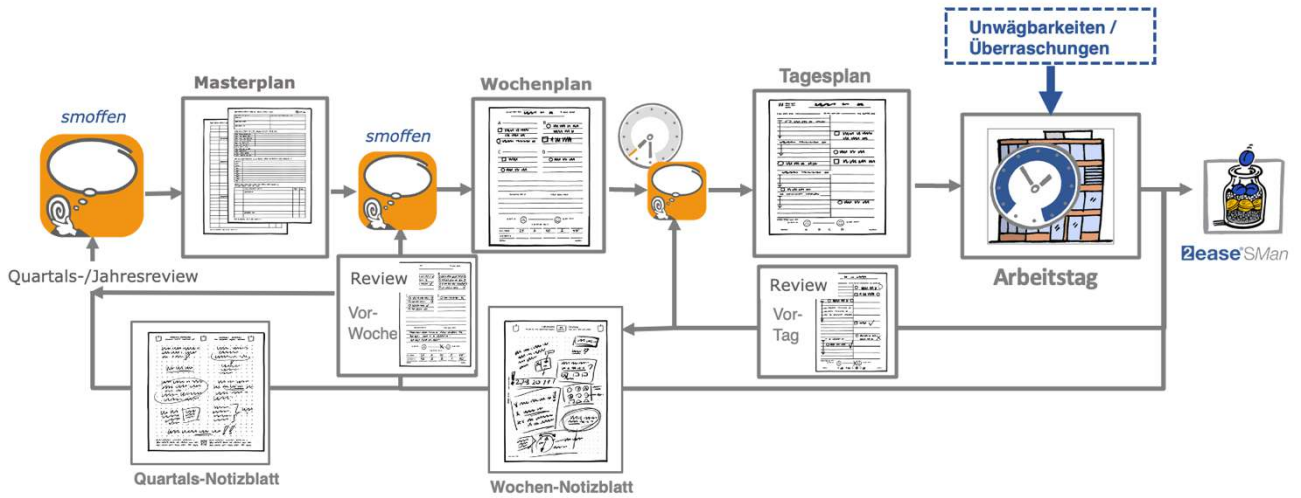 Unwägbarkeiten /
Überraschungen
Masterplan
Wochenplan
Tagesplan
smoffen
smoffen
Quartals-/Jahresreview
Review
Vor-
Woche
Review
Vor-
Tag
Arbeitstag
2ease®SMan
Quartals-Notizblatt
Wochen-Notizblatt